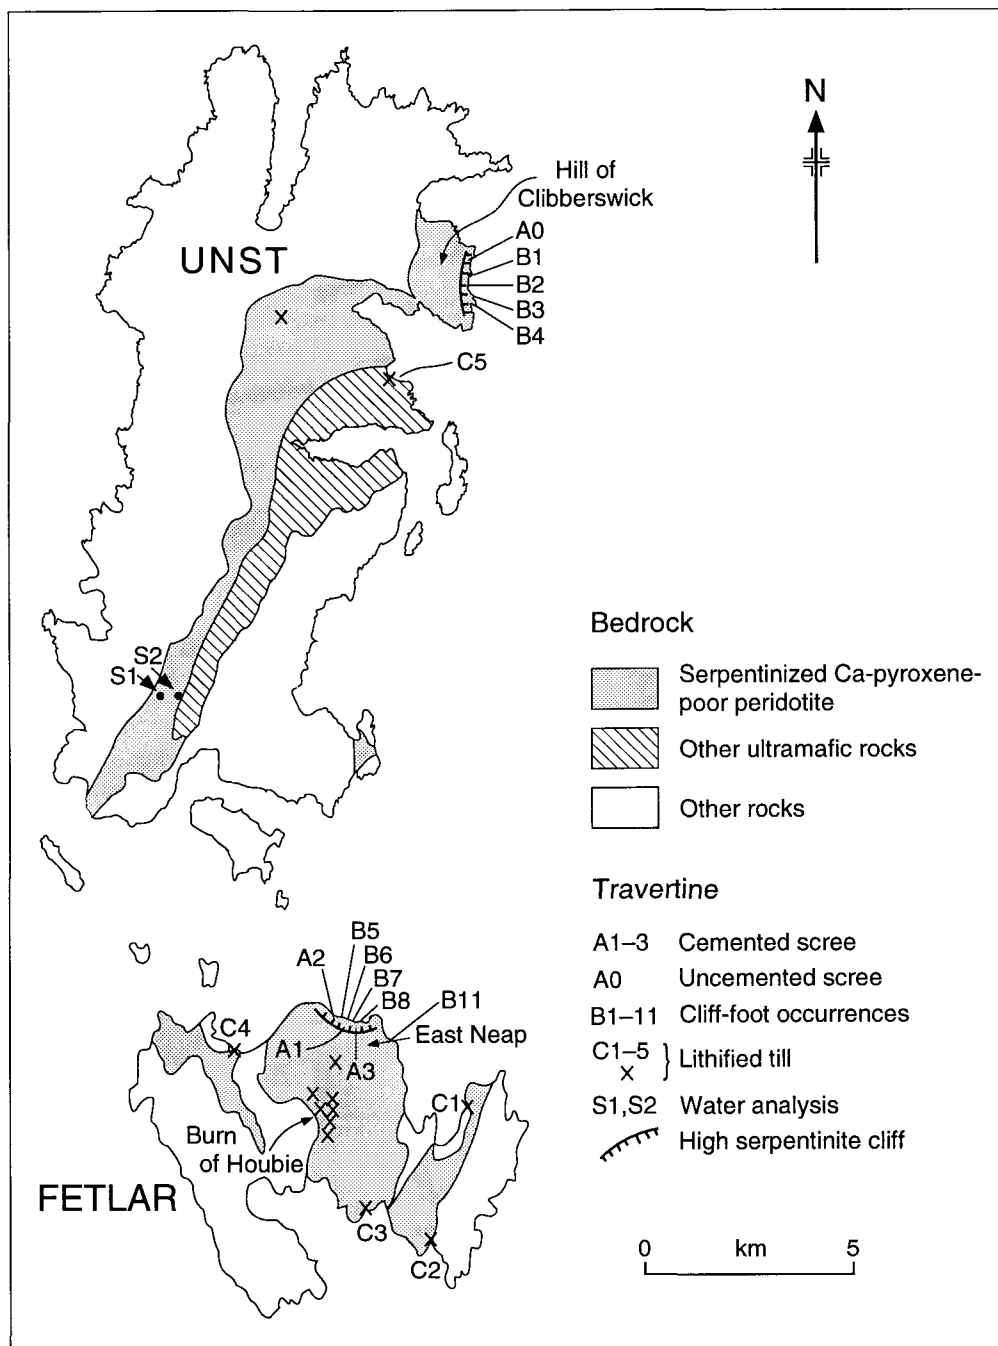 N
Hill of
Clibberswick
A0
UNST
B1
B2
B3
B4
X
C5
X
S2
S1
Bedrock
Serpentinized Ca-pyroxene-
poor peridotite
Other ultramafic rocks
Other rocks
Travertine
A1–3 Cemented scree
A0 Uncemented scree
B1–11 Cliff-foot occurrences
C1–5 } Lithified till
X
S1,S2 Water analysis
High serpentinite cliff
B5
A2 B6
B7
B8 B11
C4 East Neap
A1
A3
C1
Burn
of Houbie
FETLAR
C3
C2
0 km 5